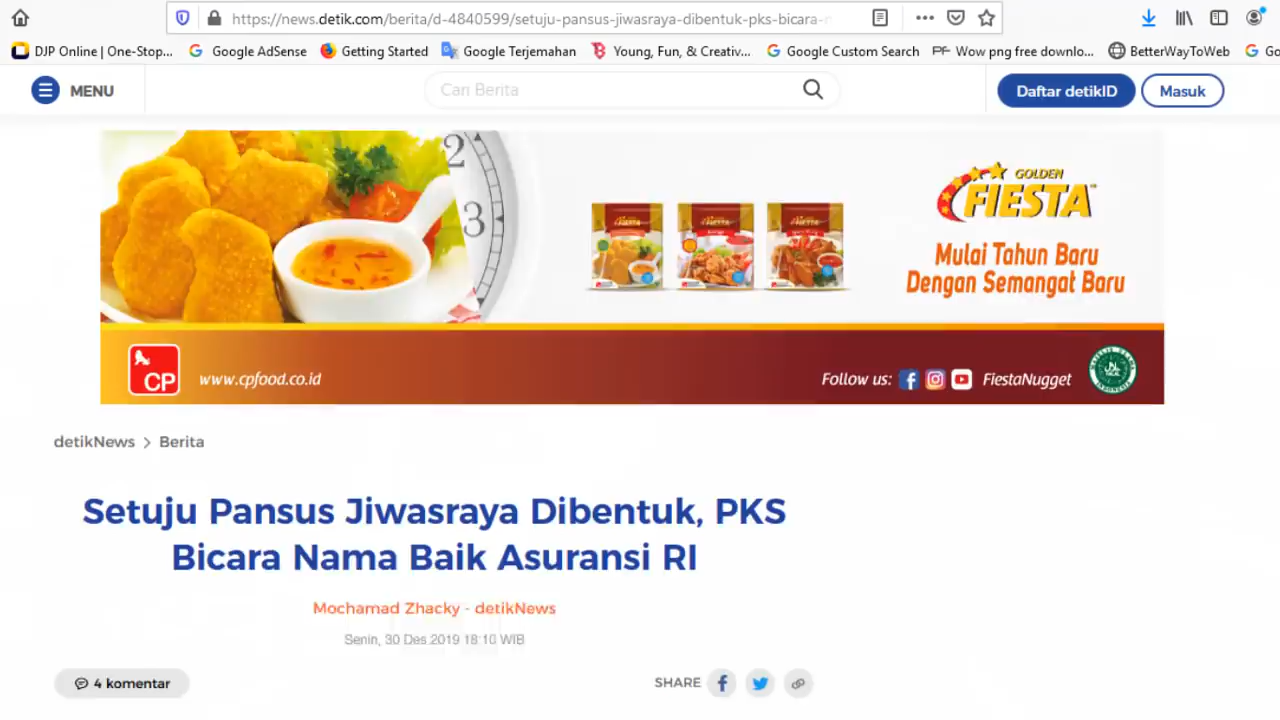 https://news.detik.com/berita/d-4840599/setuju-pansus-jiwasraya-dibentuk-pks-bicara-
DJP Online | One-Stop... Google AdSense Getting Started Google Terjemahan Young, Fun, & Creativ... Google Custom Search PF Wow png free downlo... BetterWayToWeb Go
MENU Cari Berita Daftar detikID Masuk
2
3
GOLDEN
FIESTA
Mulai Tahun Baru
Dengan Semangat Baru
CP www.cpfood.co.id Follow us: FiestaNugget
detikNews > Berita
Setuju Pansus Jiwasraya Dibentuk, PKS
Bicara Nama Baik Asuransi RI
Mochamad Zhacky - detikNews
Senin, 30 Des 2019 18:10 WIB
4 komentar SHARE